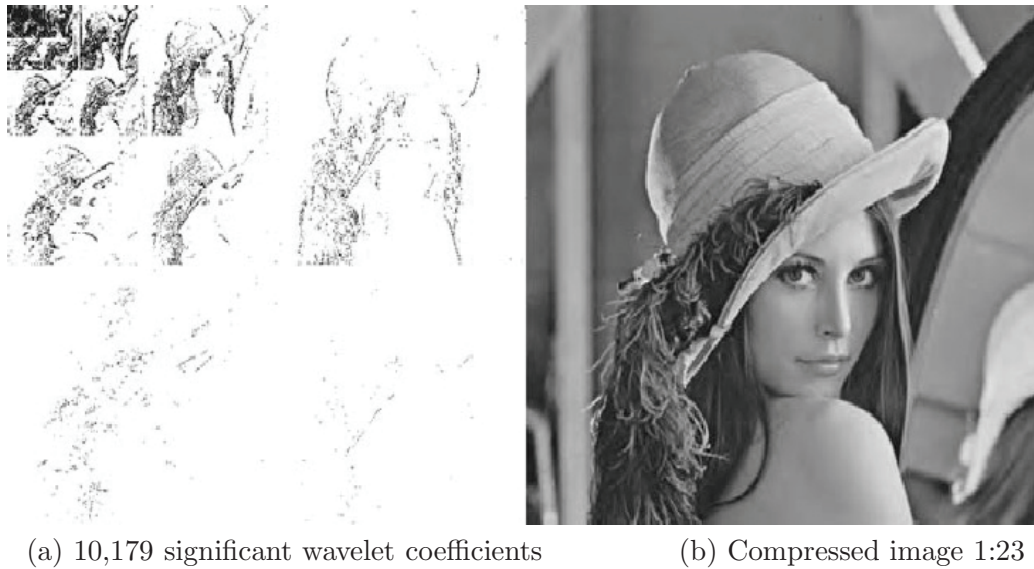 (a) 10,179 significant wavelet coefficients
(b) Compressed image 1:23